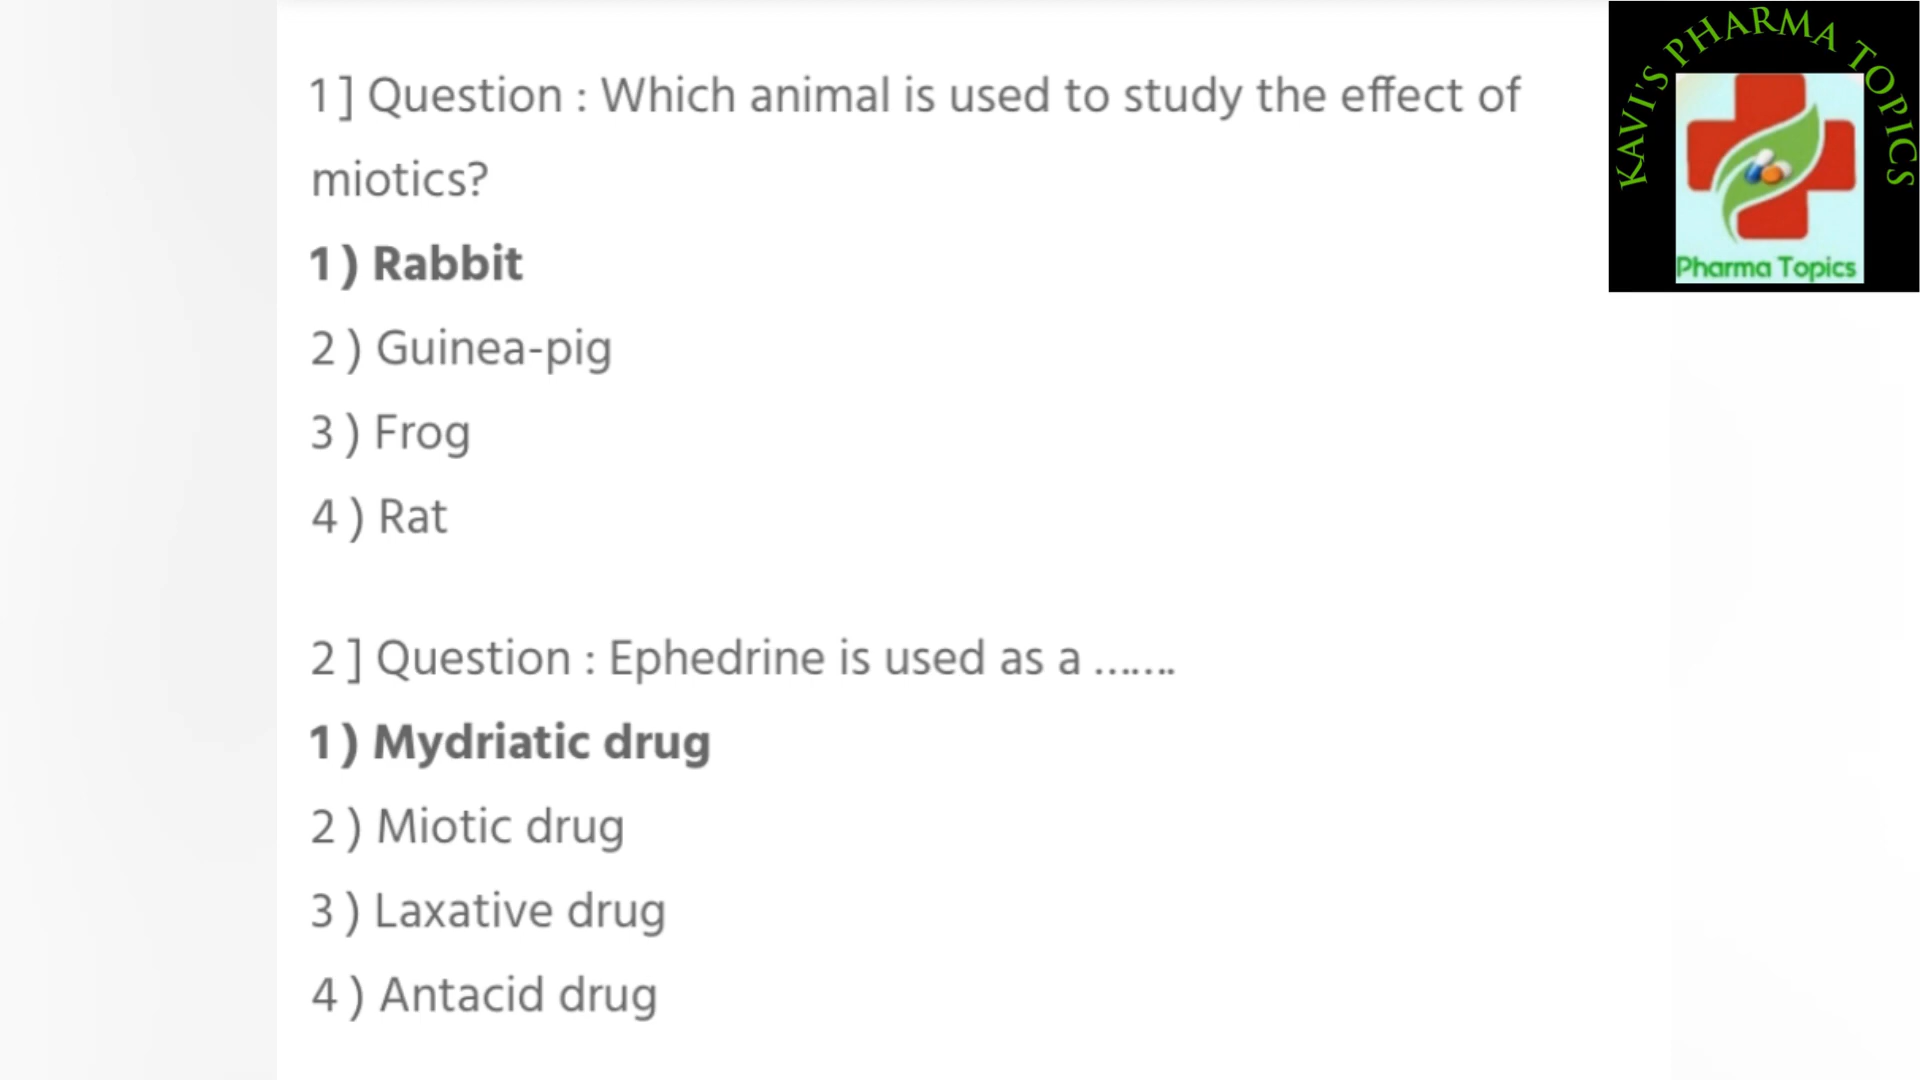 KAVI'S PHARMA TOPICS
Pharma Topics
1 ] Question : Which animal is used to study the effect of
miotics?
1 ) Rabbit
2 ) Guinea-pig
3 ) Frog
4 ) Rat
2 ] Question : Ephedrine is used as a …….
1 ) Mydriatic drug
2 ) Miotic drug
3 ) Laxative drug
4 ) Antacid drug